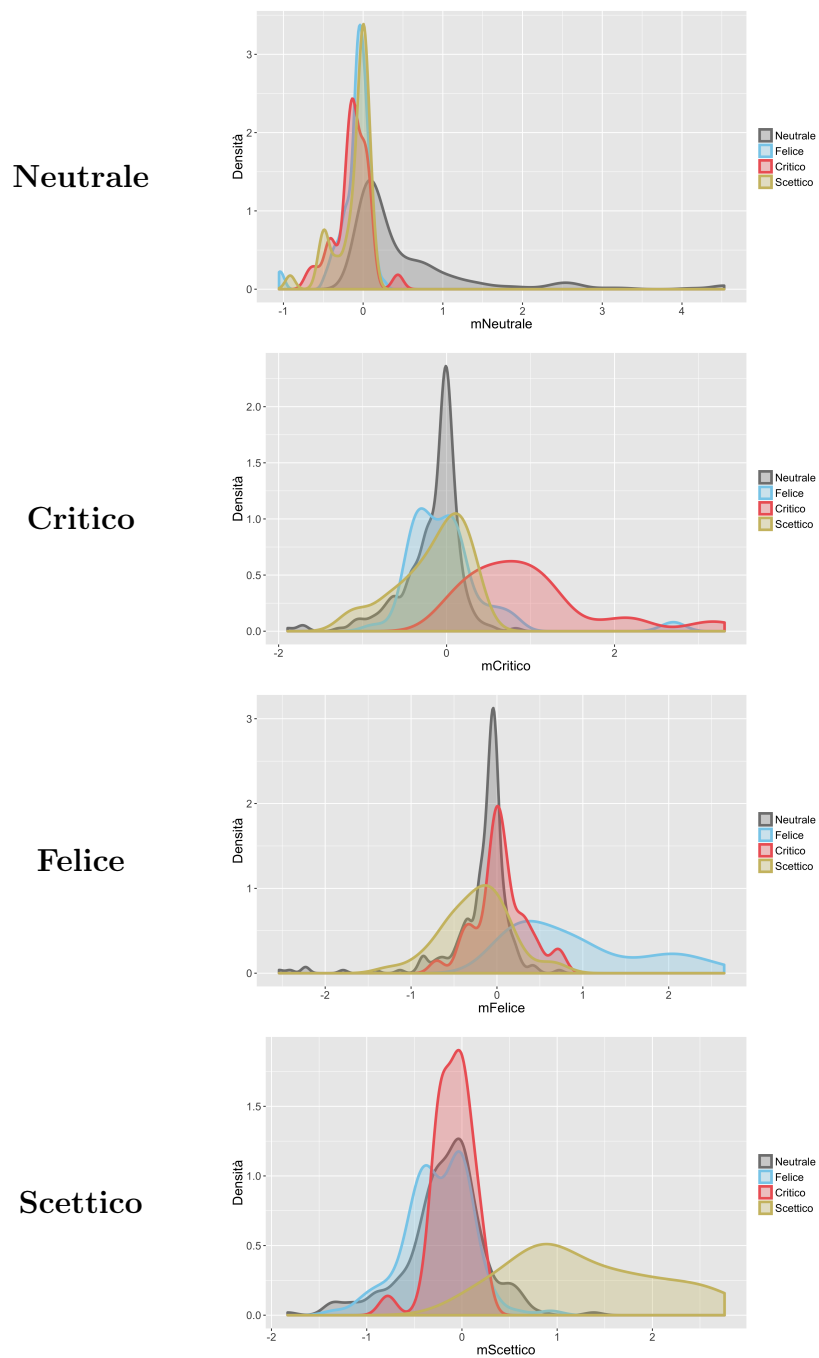 Neutrale
Densità
3
2
1
0
-1 0 1 2 3 4
mNeutrale
Neutrale
Felice
Critico
Scettico
Critico
Densità
2.0
1.5
1.0
0.5
0.0
-2 0 2
mCritico
Neutrale
Felice
Critico
Scettico
Felice
Densità
3
2
1
0
-2 -1 0 1 2
mFelice
Neutrale
Felice
Critico
Scettico
Scettico
Densità
1.5
1.0
0.5
0.0
-2 -1 0 1 2
mScettico
Neutrale
Felice
Critico
Scettico